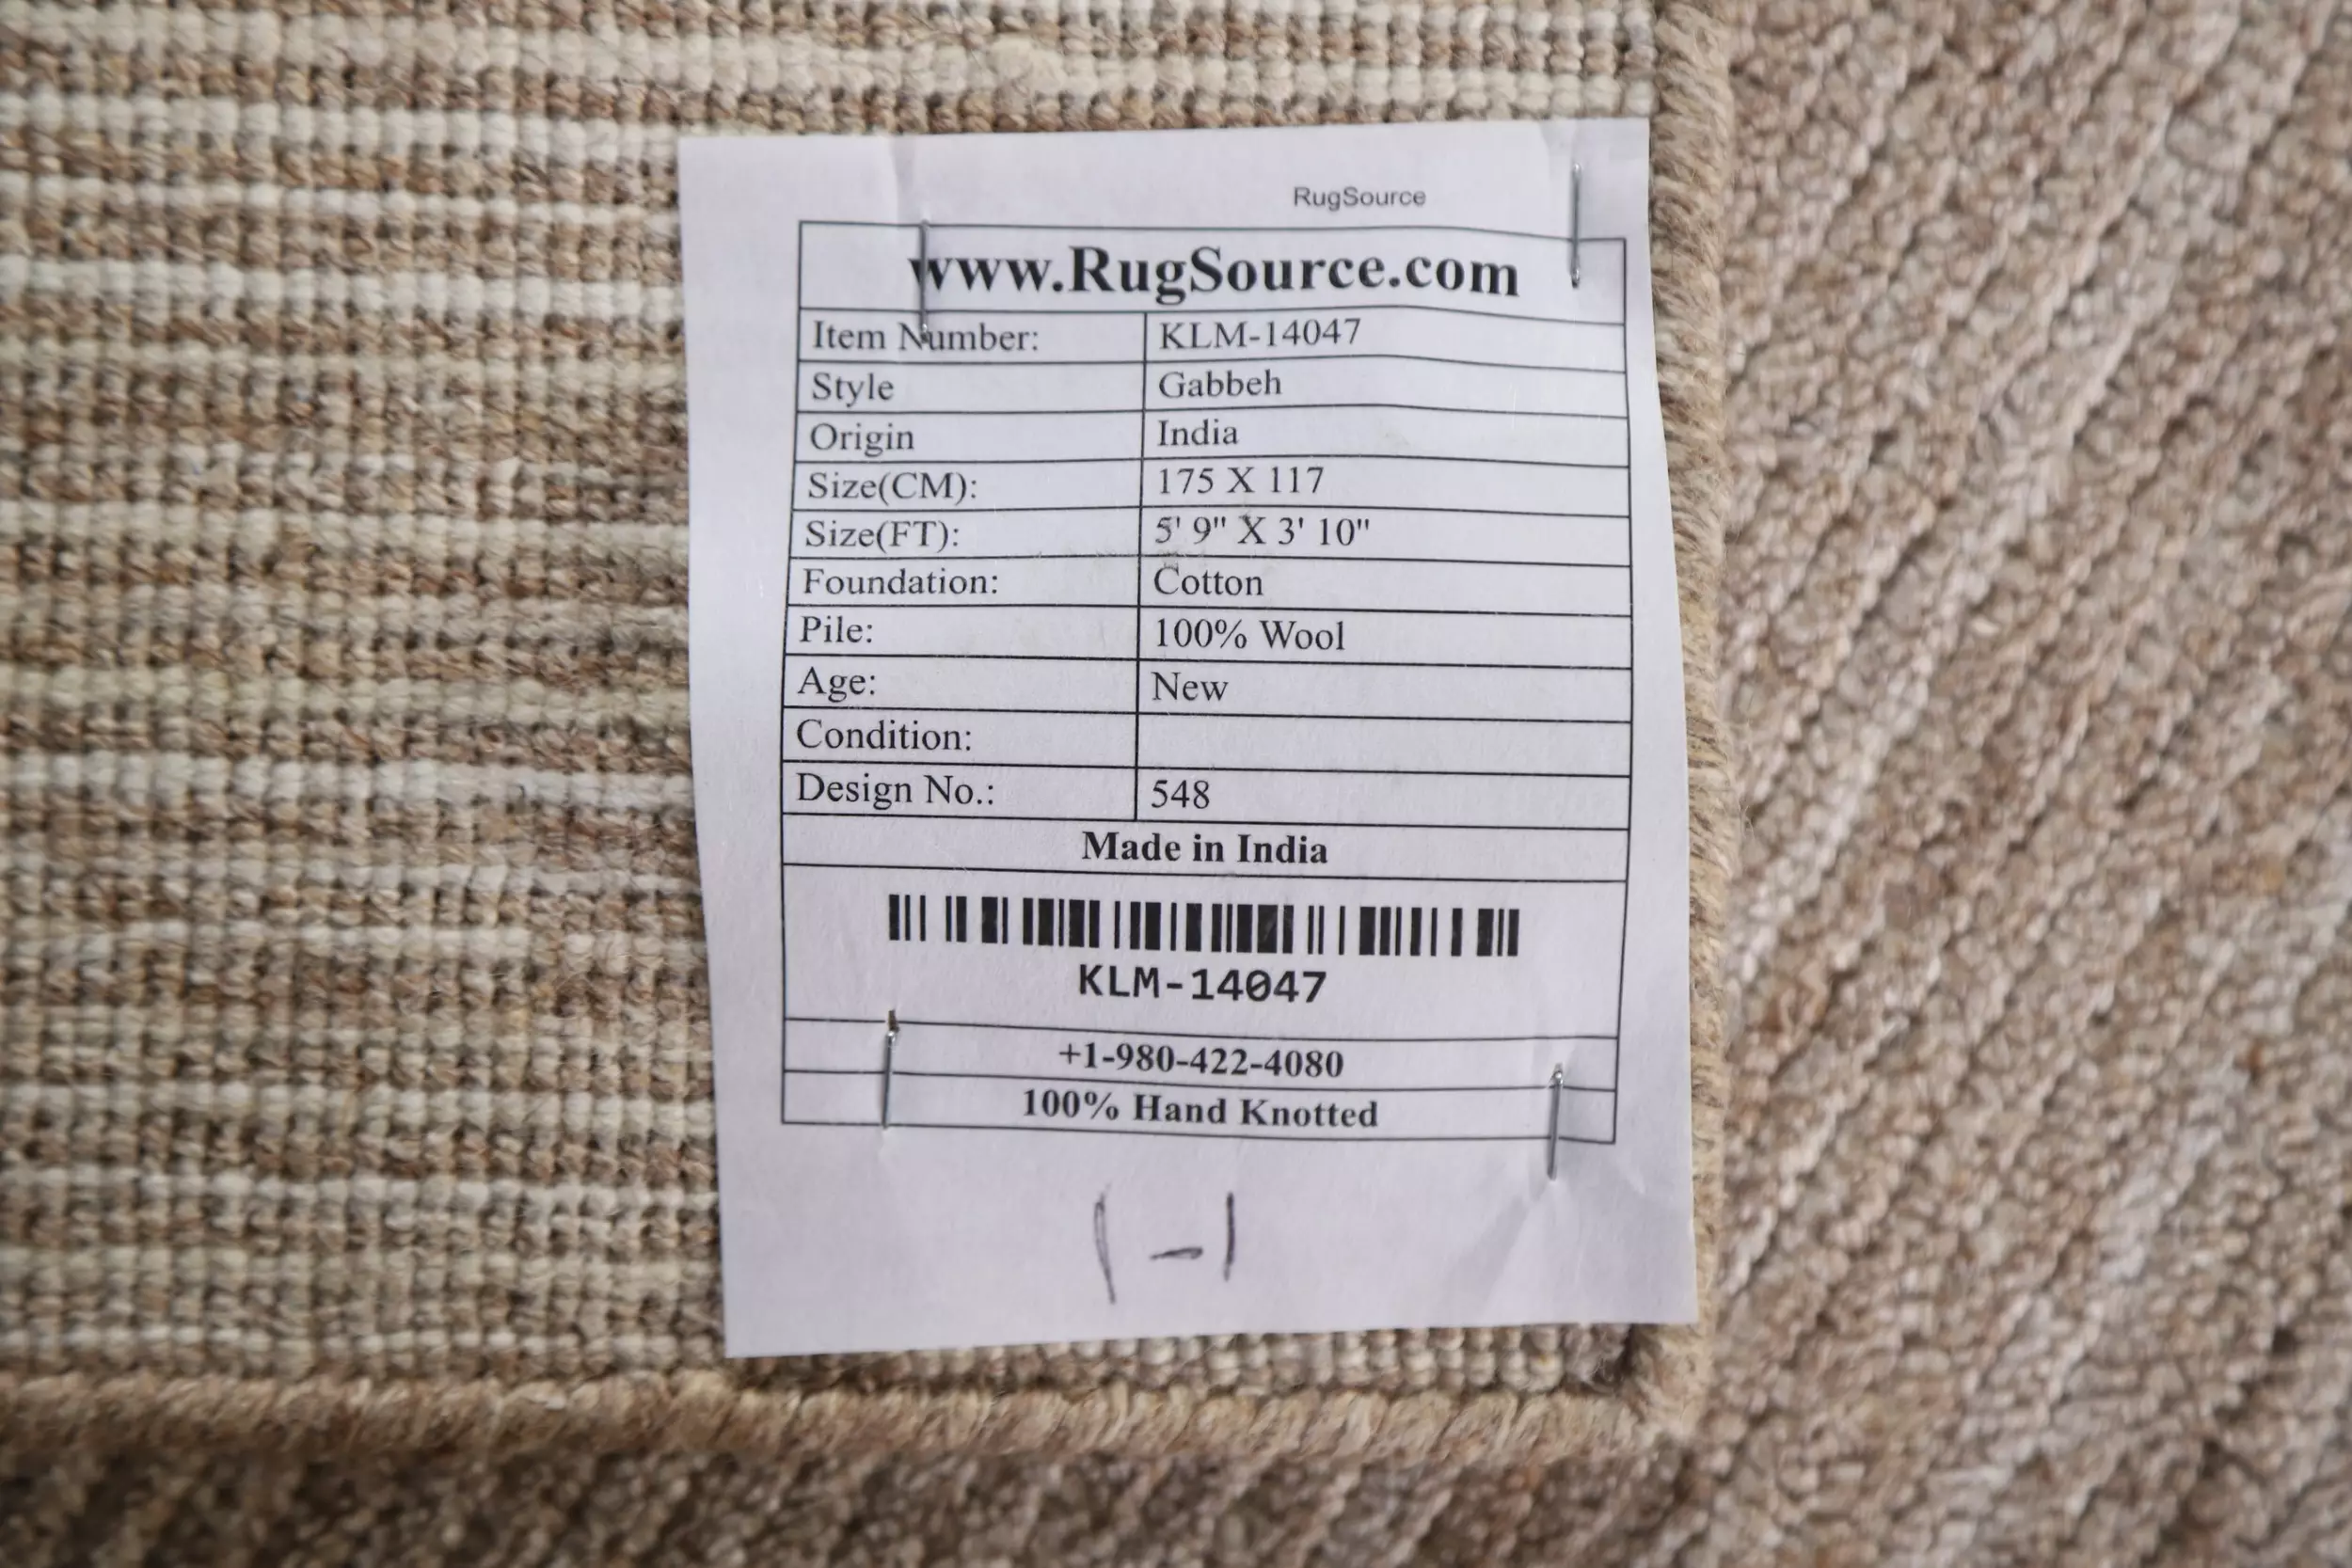 RugSource
www.RugSource.com
Item Number: KLM-14047
Style Gabbeh
Origin India
Size(CM): 175 X 117
Size(FT): 5' 9" X 3' 10"
Foundation: Cotton
Pile: 100% Wool
Age: New
Condition:
Design No.: 548
Made in India
KLM-14047
+1-980-422-4080
100% Hand Knotted
1-1